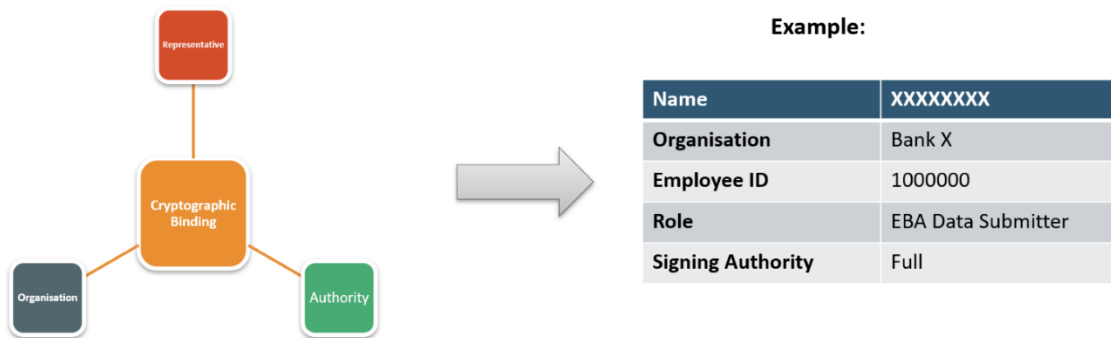 Representative
Cryptographic
Binding
Organisation
Authority
Example:
Name XXXXXXXX
Organisation Bank X
Employee ID 1000000
Role EBA Data Submitter
Signing Authority Full